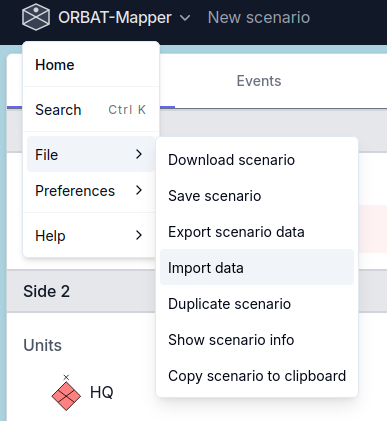 ORBAT-Mapper
New scenario
Home
Events
Search Ctrl K
File
Preferences
Help
Download scenario
Save scenario
Export scenario data
Import data
Duplicate scenario
Show scenario info
Copy scenario to clipboard
Side 2
Units
HQ